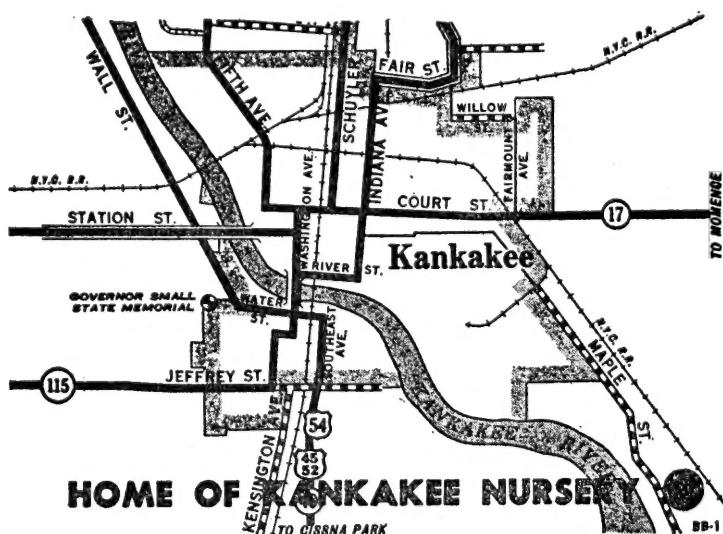 N.Y.C. R.R.
FAIR ST.
WALL ST.
RIVER
FIFTH AVE.
SCHUYLER
INDIANA AVE.
WILLOW ST.
FAIRMOUNT AVE.
WASHINGTON AVE.
N.Y.C. R.R.
COURT ST.
17
STATION ST.
TO MOMENCE
Kankakee
RIVER ST.
GOVERNOR SMALL
STATE MEMORIAL
WATER ST.
SOUTHEAST AVE.
N.Y.C. R.R.
MAPLE ST.
115
JEFFREY ST.
KENSINGTON AVE.
KANKAKEE RIVER
54
45
52
HOME OF KANKAKEE NURSERY
TO CISSNA PARK
BB-1